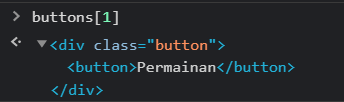 buttons[1]
<div class="button">
<button>Permainan</button>
</div>